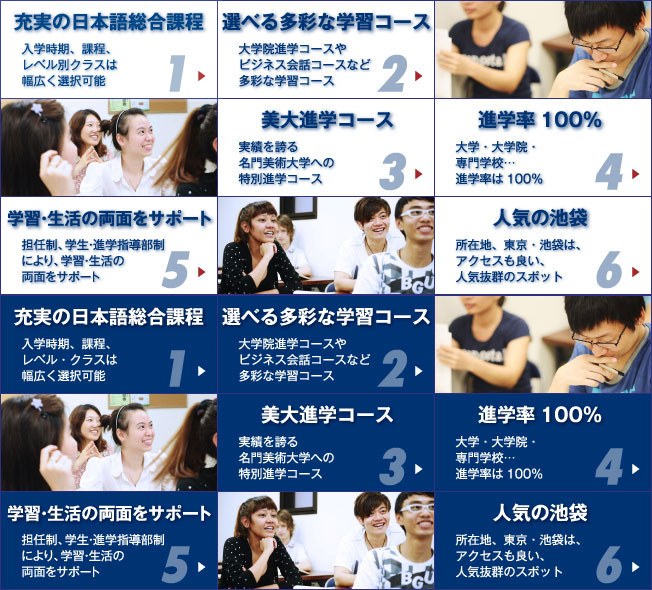 充実の日本語総合課程
入学時期、課程、
レベル別クラスは
幅広く選択可能
1
選べる多彩な学習コース
大学院進学コースや
ビジネス会話コースなど
多彩な学習コース
2
美大進学コース
実績を誇る
名門美術大学への
特別進学コース
3
進学率 100%
大学・大学院・
専門学校…
進学率は100%
4
学習・生活の両面をサポート
担任制、学生・進学指導部制
により、学習・生活の
両面をサポート
5
BGU
人気の池袋
所在地、東京・池袋は、
アクセスも良い、
人気抜群のスポット
6
充実の日本語総合課程
入学時期、課程、
レベル・クラスは
幅広く選択可能
1
選べる多彩な学習コース
大学院進学コースや
ビジネス会話コースなど
多彩な学習コース
2
美大進学コース
実績を誇る
名門美術大学への
特別進学コース
3
進学率 100%
大学・大学院・
専門学校…
進学率は100%
4
学習・生活の両面をサポート
担任制、学生・進学指導部制
により、学習・生活の
両面をサポート
5
BGU
人気の池袋
所在地、東京・池袋は、
アクセスも良い、
人気抜群のスポット
6